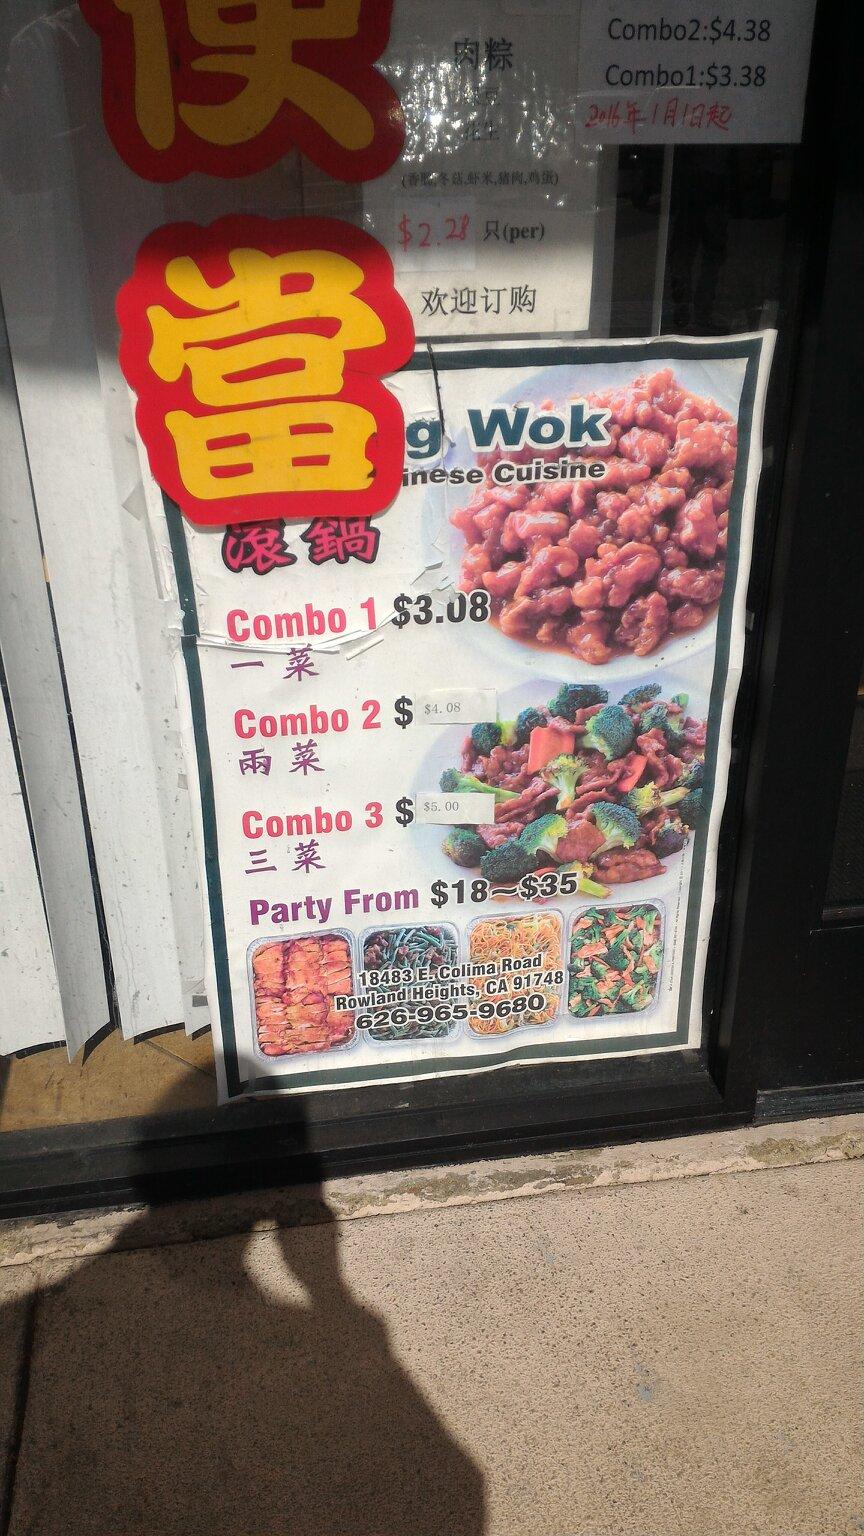 便
當
肉粽
花生
(香肠,冬菇,虾米,猪肉,鸡蛋)
$2.28 只(per)
欢迎订购
Combo2:$4.38
Combo1:$3.38
2016年1月1日起
g Wok
inese Cuisine
滾鍋
Combo 1 $3.08
一菜
Combo 2 $ $4.08
兩菜
Combo 3 $ $5.00
三菜
Party From $18~$35
18483 E. Colima Road
Rowland Heights, CA 91748
626-965-9680